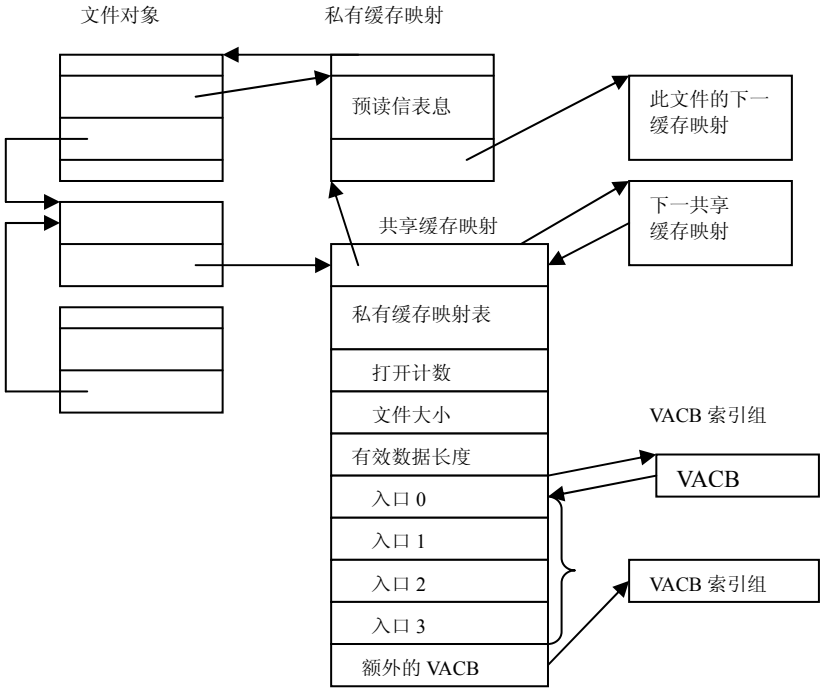 文件对象
私有缓存映射
预读信表息
此文件的下一
缓存映射
下一共享
缓存映射
共享缓存映射
私有缓存映射表
打开计数
文件大小
有效数据长度
VACB 索引组
VACB
入口 0
入口 1
入口 2
VACB 索引组
入口 3
额外的 VACB